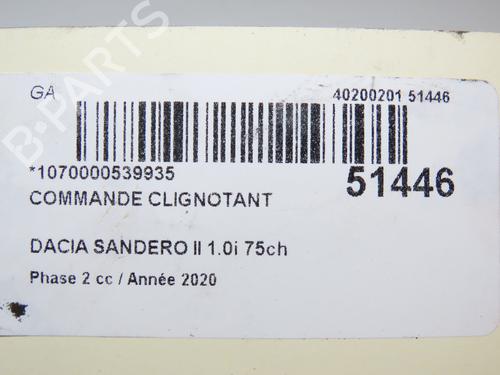 GA
40200201 51446
*1070000539935
51446
COMMANDE CLIGNOTANT
DACIA SANDERO II 1.0i 75ch
Phase 2 cc / Année 2020
B-PARTS